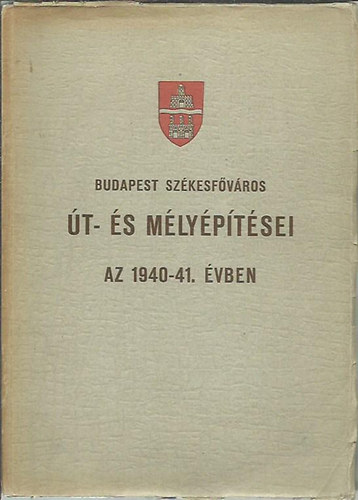 BUDAPEST SZÉKESFŐVÁROS
ÚT- ÉS MÉLYÉPÍTÉSEI
AZ 1940-41. ÉVBEN